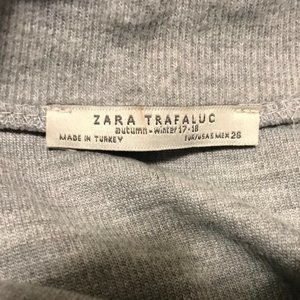 ZARA TRAFALUC
autumn-winter 17-18
MADE IN TURKEY EUR/USA S MEX 26